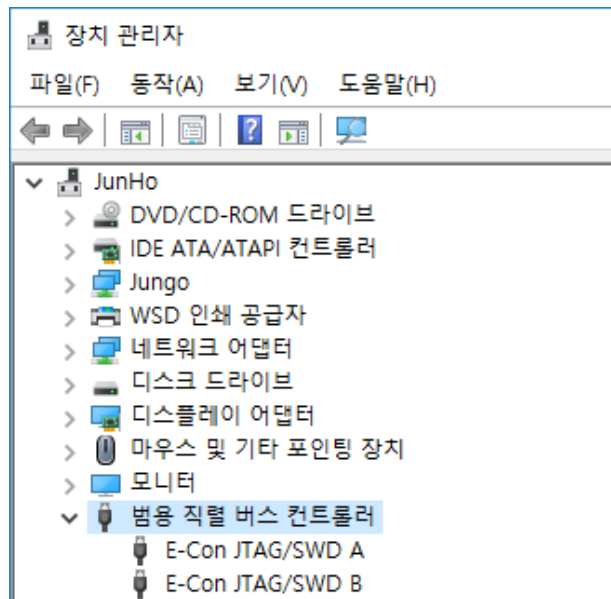 장치 관리자
파일(F) 동작(A) 보기(V) 도움말(H)
JunHo
DVD/CD-ROM 드라이브
IDE ATA/ATAPI 컨트롤러
Jungo
WSD 인쇄 공급자
네트워크 어댑터
디스크 드라이브
디스플레이 어댑터
마우스 및 기타 포인팅 장치
모니터
범용 직렬 버스 컨트롤러
E-Con JTAG/SWD A
E-Con JTAG/SWD B